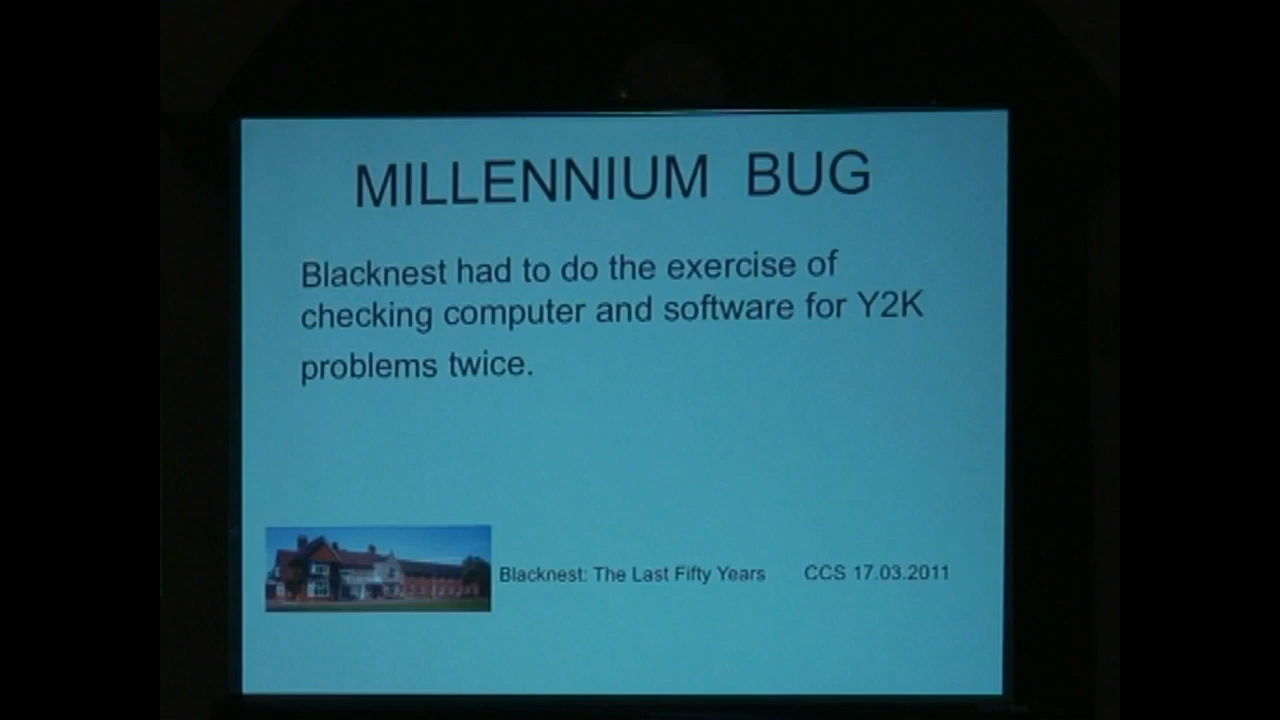 MILLENNIUM BUG
Blacknest had to do the exercise of
checking computer and software for Y2K
problems twice.
Blacknest: The Last Fifty Years CCS 17.03.2011